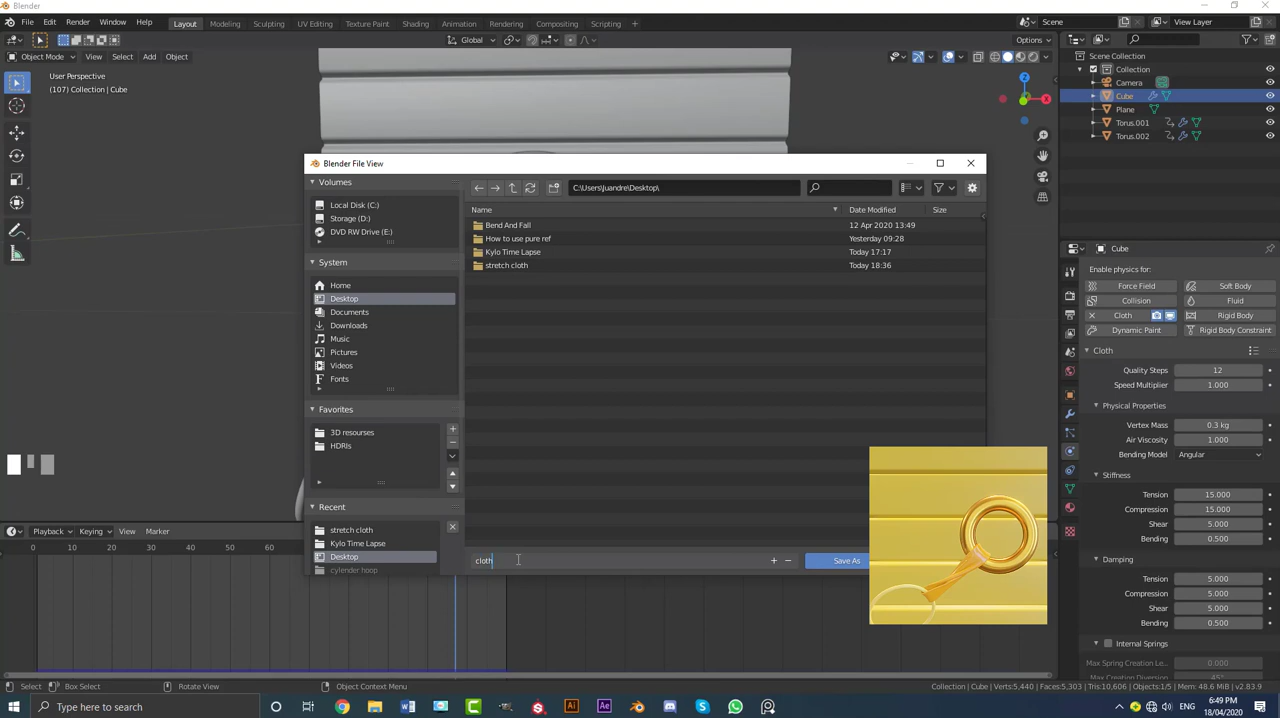 Blender
File Edit Render Window Help Layout Modeling Sculpting UV Editing Texture Paint Shading Animation Rendering Compositing Scripting + Scene View Layer
Global Options
Object Mode View Select Add Object
User Perspective
(107) Collection | Cube
Z
X
Scene Collection
Collection
Camera
Cube
Plane
Torus.001
Torus.002
Blender File View
Volumes
Local Disk (C:)
Storage (D:)
DVD RW Drive (E:)
System
Home
Desktop
Documents
Downloads
Music
Pictures
Videos
Fonts
Favorites
3D resourses
HDRIs
Recent
stretch cloth
Kylo Time Lapse
Desktop
cylender hoop
C:\Users\Juandre\Desktop\
Name Date Modified Size
Bend And Fall 12 Apr 2020 13:49
How to use pure ref Yesterday 09:28
Kylo Time Lapse Today 17:17
stretch cloth Today 18:36
cloth Save As
Cube
Enable physics for:
Force Field Soft Body
Collision Fluid
Cloth Rigid Body
Dynamic Paint Rigid Body Constraint
Cloth
Quality Steps 12
Speed Multiplier 1.000
Physical Properties
Vertex Mass 0.3 kg
Air Viscosity 1.000
Bending Model Angular
Stiffness
Tension 15.000
Compression 15.000
Shear 5.000
Bending 0.500
Damping
Tension 5.000
Compression 5.000
Shear 5.000
Bending 0.500
Internal Springs
Max Spring Creation Le... 0.000
Playback Keying View Marker
0 10 20 30 40 50 60
Select Box Select Rotate View Object Context Menu
Collection | Cube | Verts:5,440 | Faces:5,303 | Tris:10,606 | Objects:1/5 | Mem: 48.6 MiB | v2.83.9
Type here to search
6:49 PM
18/04/2020